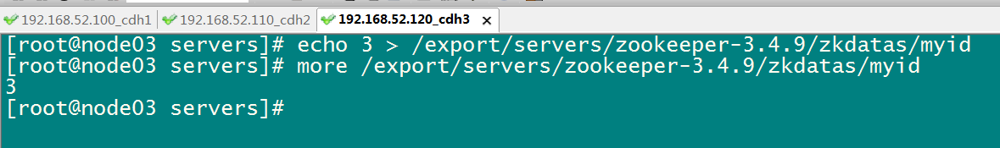 192.168.52.100_cdh1 192.168.52.110_cdh2 192.168.52.120_cdh3
[root@node03 servers]# echo 3 > /export/servers/zookeeper-3.4.9/zkdatas/myid
[root@node03 servers]# more /export/servers/zookeeper-3.4.9/zkdatas/myid
3
[root@node03 servers]#